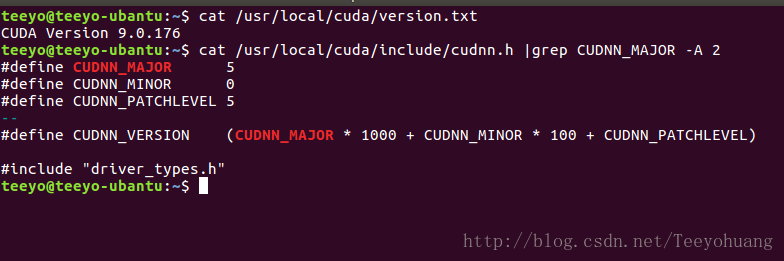 teeyo@teeyo-ubantu:~$ cat /usr/local/cuda/version.txt
CUDA Version 9.0.176
teeyo@teeyo-ubantu:~$ cat /usr/local/cuda/include/cudnn.h |grep CUDNN_MAJOR -A 2
#define CUDNN_MAJOR      5
#define CUDNN_MINOR      0
#define CUDNN_PATCHLEVEL 5
--
#define CUDNN_VERSION    (CUDNN_MAJOR * 1000 + CUDNN_MINOR * 100 + CUDNN_PATCHLEVEL)

#include "driver_types.h"
teeyo@teeyo-ubantu:~$
http://blog.csdn.net/Teeyohuang